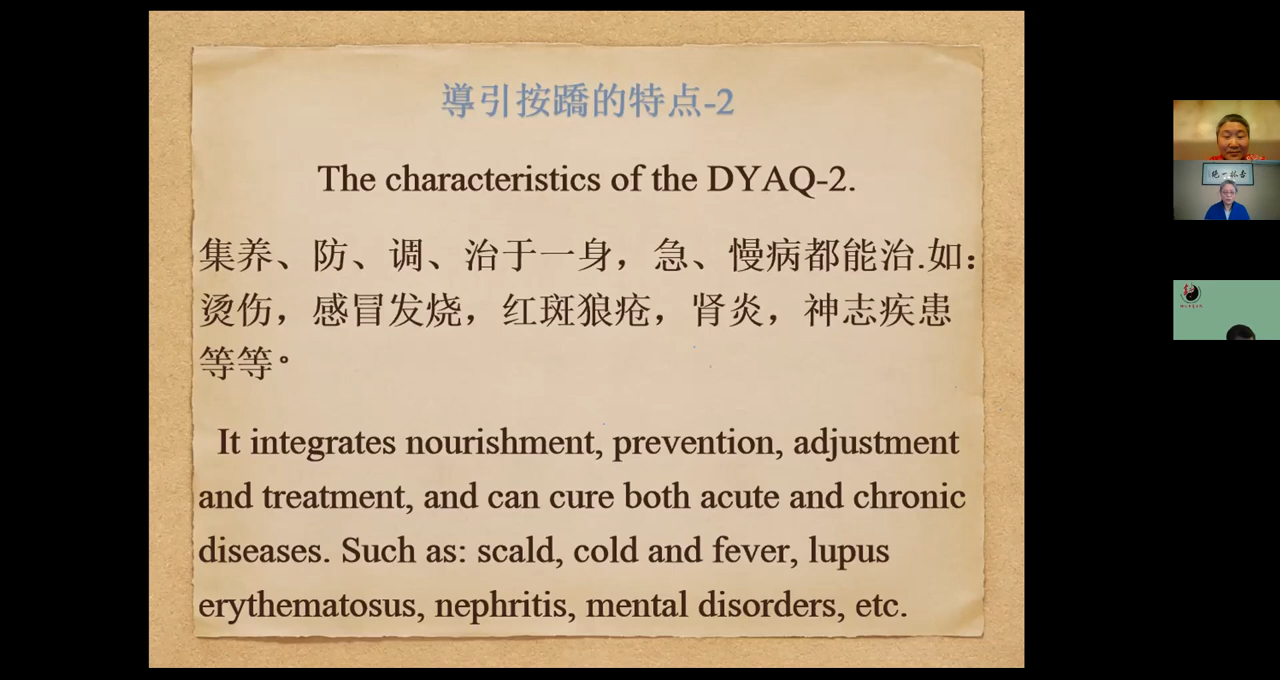 導引按蹻的特点-2
The characteristics of the DYAQ-2.
集养、防、调、治于一身，急、慢病都能治.如：
烫伤，感冒发烧，红斑狼疮，肾炎，神志疾患
等等。
It integrates nourishment, prevention, adjustment
and treatment, and can cure both acute and chronic
diseases. Such as: scald, cold and fever, lupus
erythematosus, nephritis, mental disorders, etc.